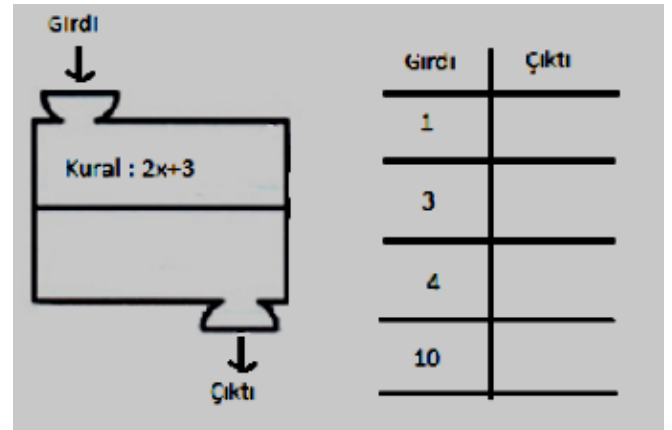 Girdi
Kural : 2x+3
Çıktı
Girdi Çıktı
1
3
4
10